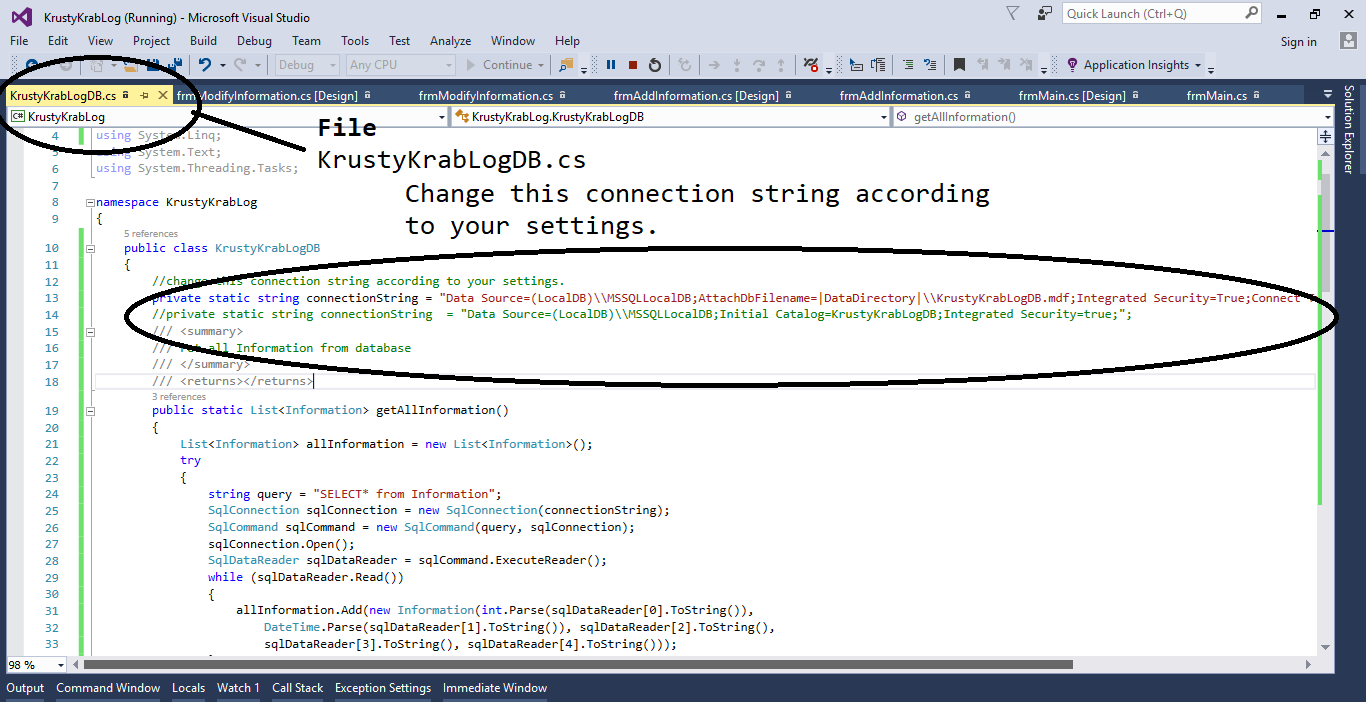 KrustyKrabLog (Running) - Microsoft Visual Studio
Quick Launch (Ctrl+Q)
File Edit View Project Build Debug Team Tools Test Analyze Window Help
Sign in
Debug Any CPU Continue Application Insights
KrustyKrabLogDB.cs frmModifyInformation.cs [Design] frmModifyInformation.cs frmAddInformation.cs [Design] frmAddInformation.cs frmMain.cs [Design] frmMain.cs
Solution Explorer
C# KrustyKrabLog KrustyKrabLog.KrustyKrabLogDB getAllInformation()
File
KrustyKrabLogDB.cs
Change this connection string according
to your settings.
4 using System.Linq;
5 using System.Text;
6 using System.Threading.Tasks;
7
8 namespace KrustyKrabLog
9 {
5 references
10 public class KrustyKrabLogDB
11 {
12 //change this connection string according to your settings.
13 private static string connectionString = "Data Source=(LocalDB)\\MSSQLLocalDB;AttachDbFilename=|DataDirectory|\\KrustyKrabLogDB.mdf;Integrated Security=True;Connect
14 //private static string connectionString  = "Data Source=(LocalDB)\\MSSQLLocalDB;Initial Catalog=KrustyKrabLogDB;Integrated Security=true;";
15 /// <summary>
16 /// all Information from database
17 /// </summary>
18 /// <returns></returns>
3 references
19 public static List<Information> getAllInformation()
20 {
21 List<Information> allInformation = new List<Information>();
22 try
23 {
24 string query = "SELECT* from Information";
25 SqlConnection sqlConnection = new SqlConnection(connectionString);
26 SqlCommand sqlCommand = new SqlCommand(query, sqlConnection);
27 sqlConnection.Open();
28 SqlDataReader sqlDataReader = sqlCommand.ExecuteReader();
29 while (sqlDataReader.Read())
30 {
31 allInformation.Add(new Information(int.Parse(sqlDataReader[0].ToString()),
32 DateTime.Parse(sqlDataReader[1].ToString()), sqlDataReader[2].ToString(),
33 sqlDataReader[3].ToString(), sqlDataReader[4].ToString()));
98 %
Output Command Window Locals Watch 1 Call Stack Exception Settings Immediate Window